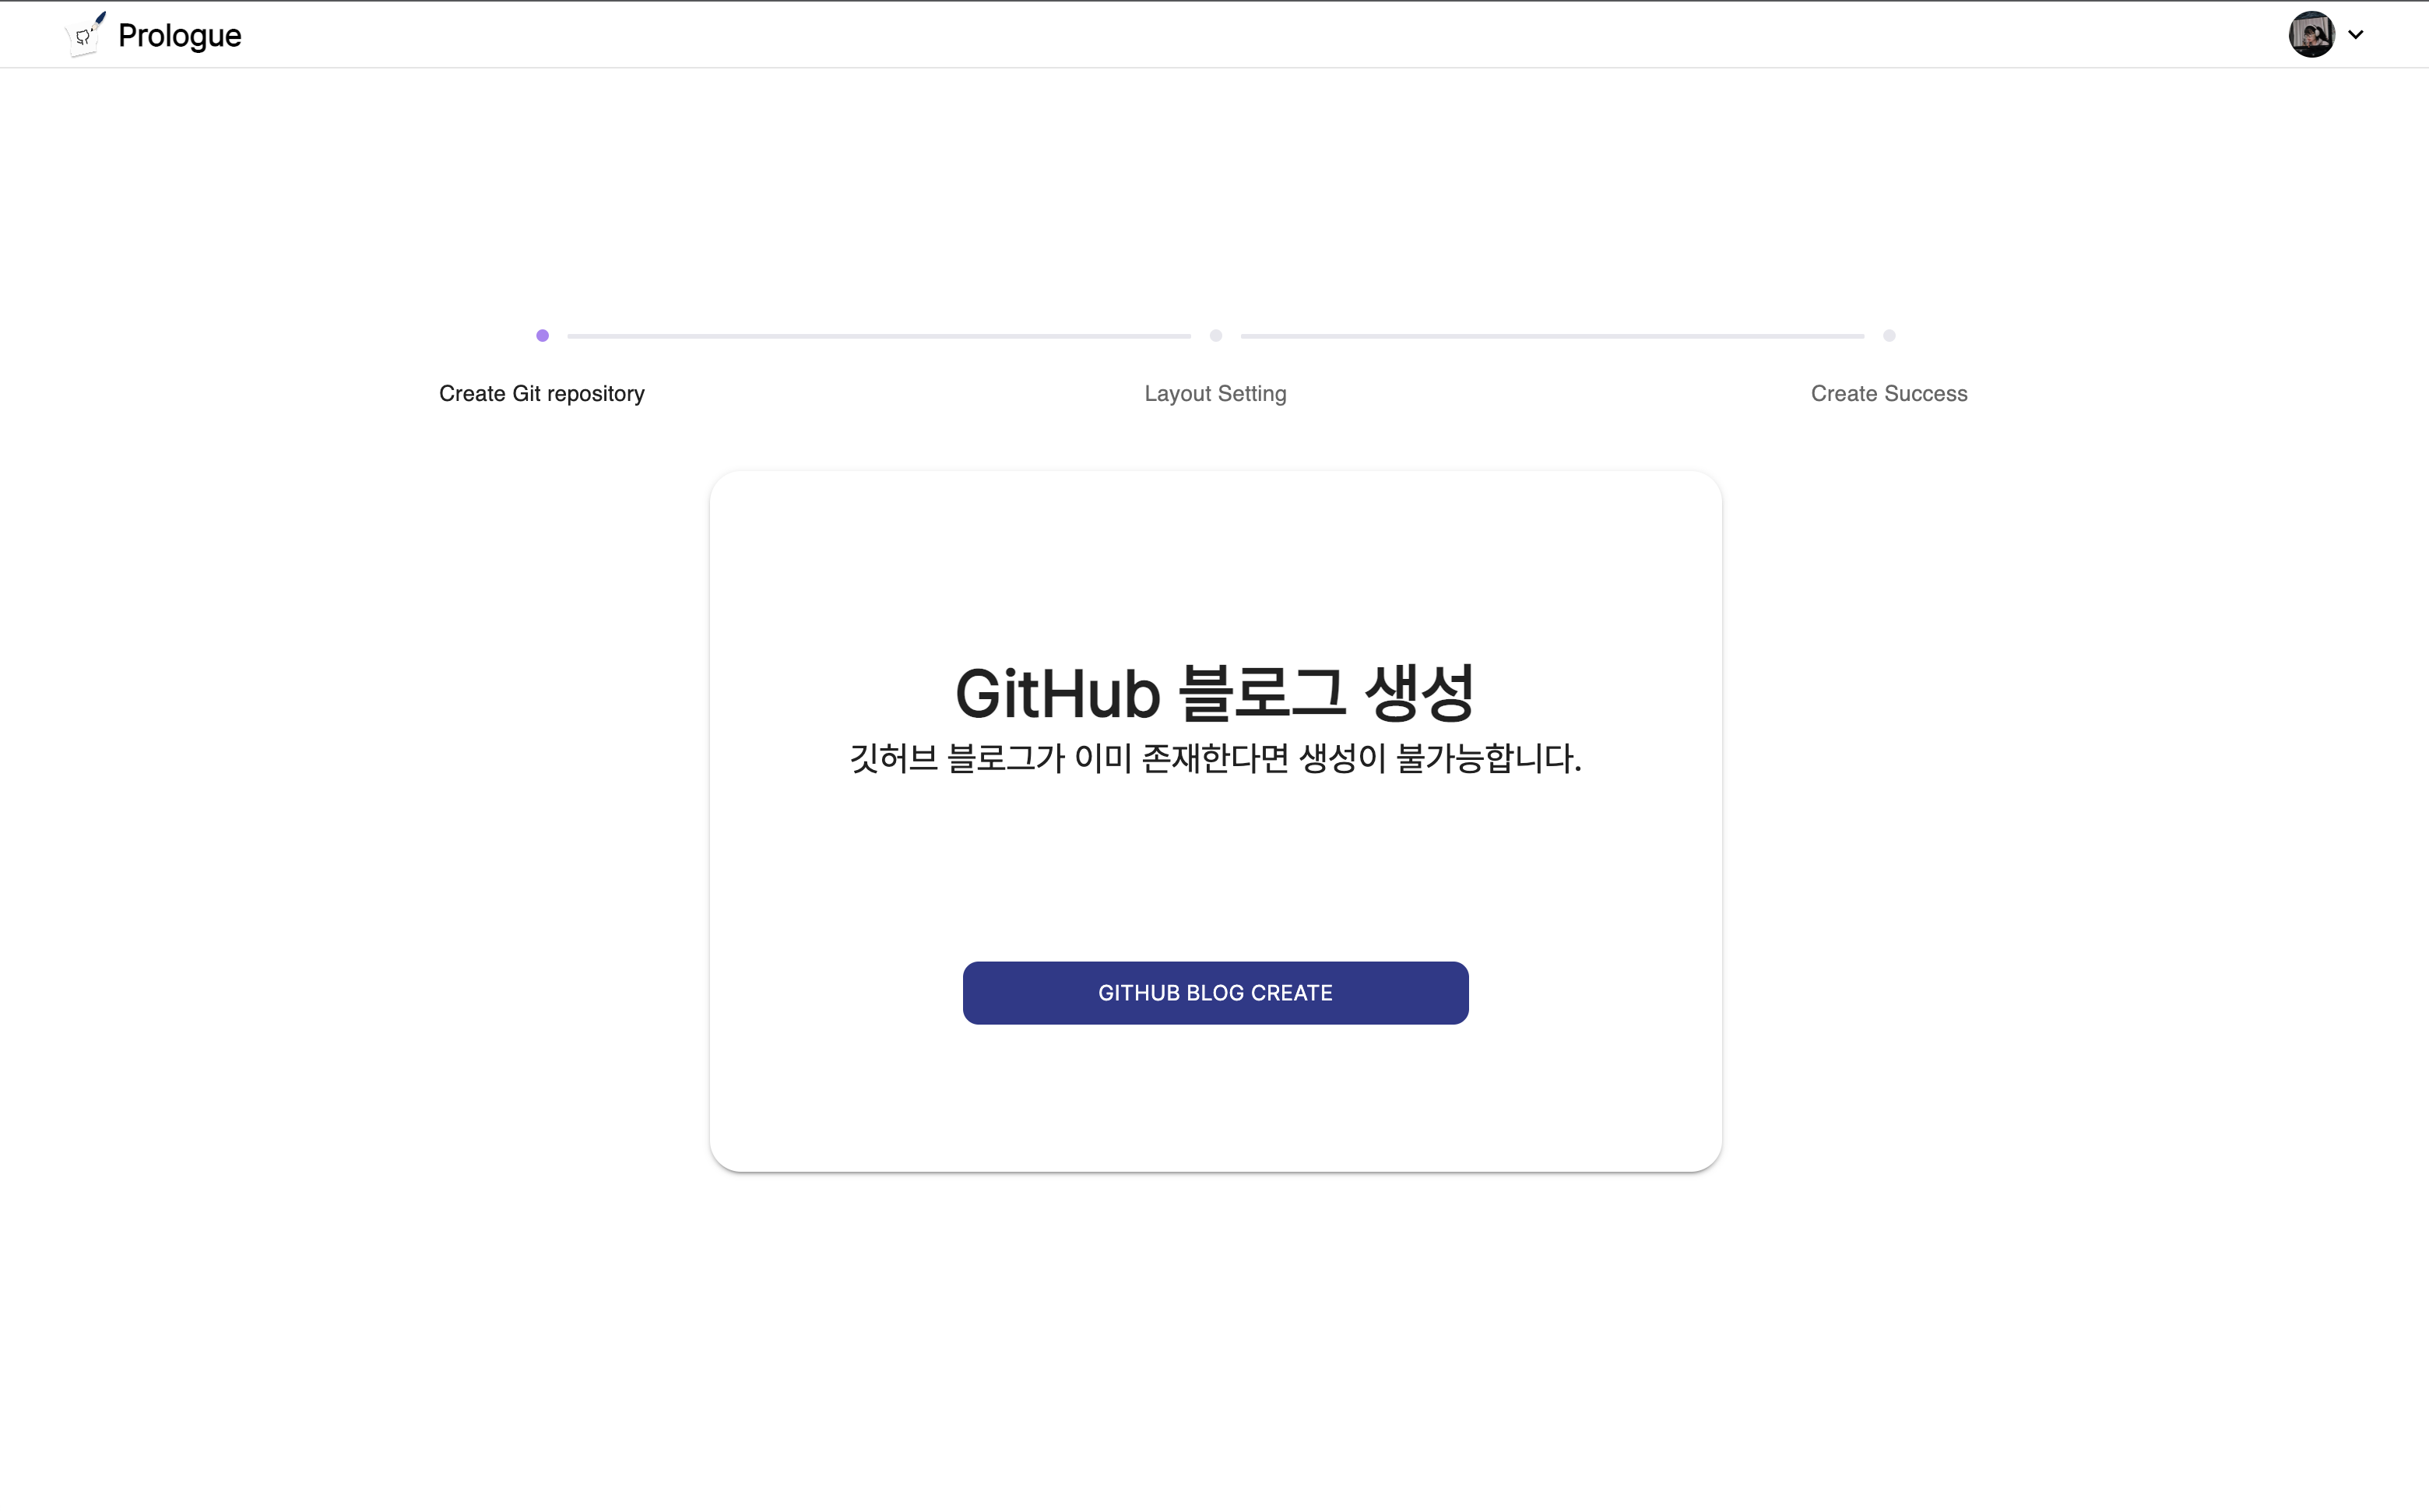 Prologue
Create Git repository
Layout Setting
Create Success
GitHub 블로그 생성
깃허브 블로그가 이미 존재한다면 생성이 불가능합니다.
GITHUB BLOG CREATE